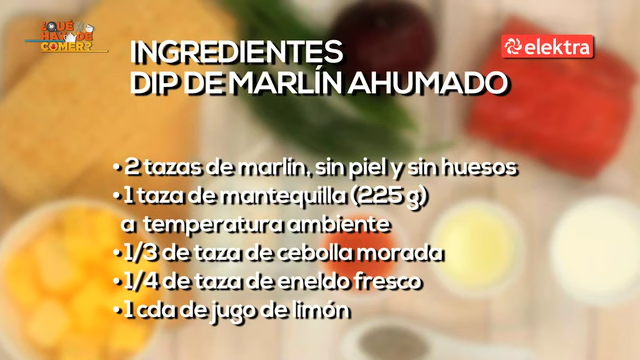 ¿QUÉ
HAY DE
COMER?
elektra
INGREDIENTES
DIP DE MARLÍN AHUMADO
• 2 tazas de marlin, sin piel y sin huesos
• 1 taza de mantequilla (225 g)
a temperatura ambiente
• 1/3 de taza de cebolla morada
• 1/4 de taza de eneldo fresco
• 1 cda de jugo de limón